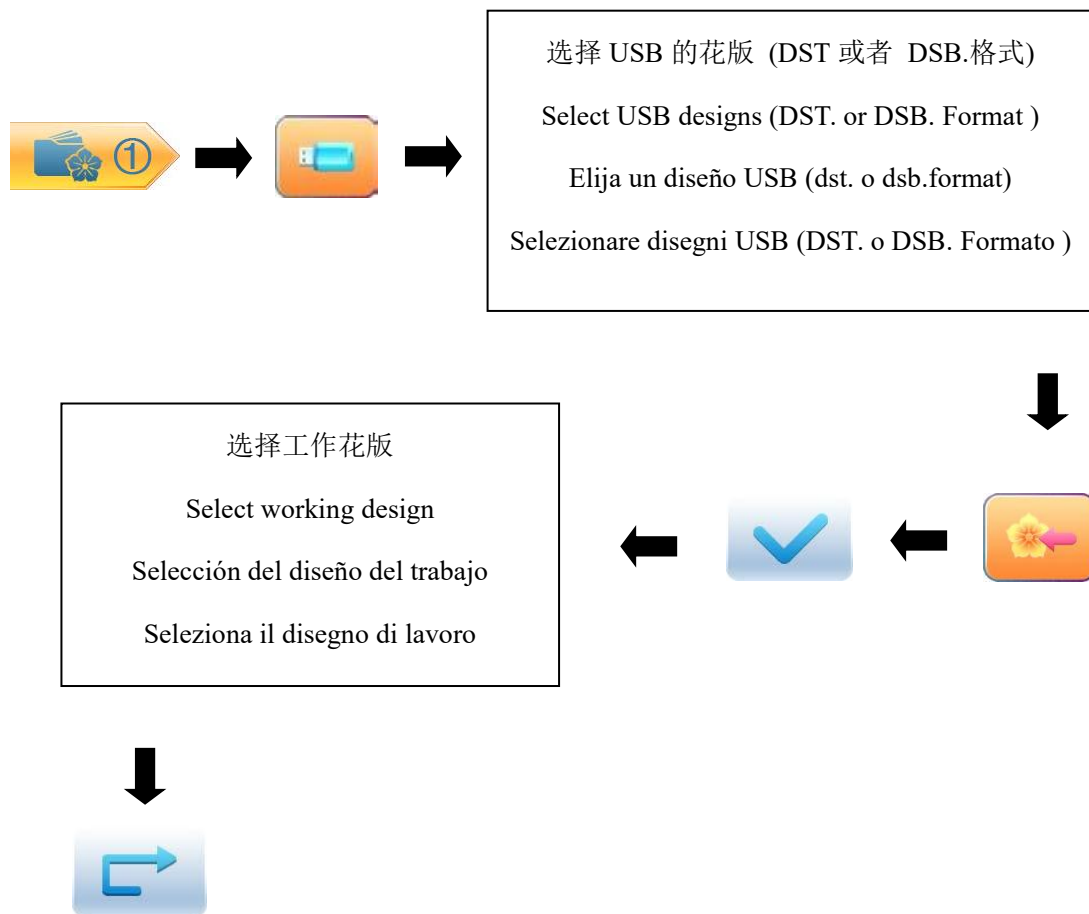 ①
选择 USB 的花版 (DST 或者 DSB.格式)
Select USB designs (DST. or DSB. Format )
Elija un diseño USB (dst. o dsb.format)
Selezionare disegni USB (DST. o DSB. Formato )
选择工作花版
Select working design
Selección del diseño del trabajo
Seleziona il disegno di lavoro